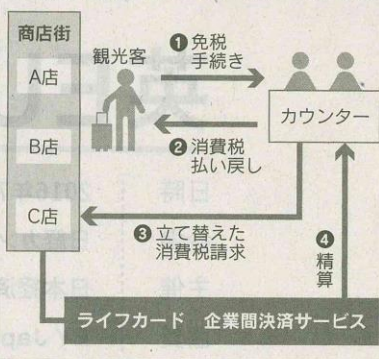 商店街
A店
B店
C店
観光客
❶免税
手続き
カウンター
❷消費税
払い戻し
❸立て替えた
消費税請求
❹精算
ライフカード 企業間決済サービス